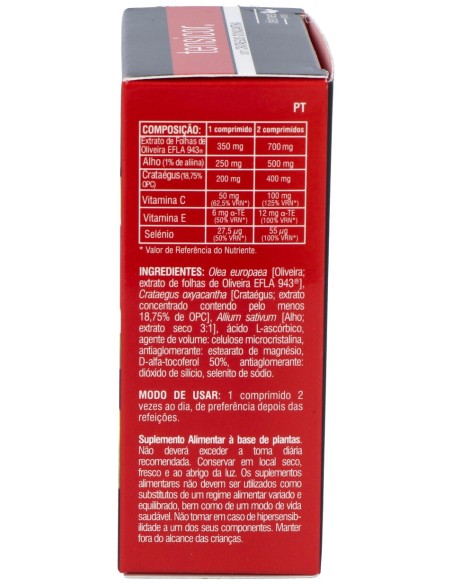 tensicor®
PT
COMPOSIÇÃO: 1 comprimido 2 comprimidos
Extrato de Folhas de Oliveira EFLA 943® 350 mg 700 mg
Alho (1% de aliina) 250 mg 500 mg
Crataégus (18,75% OPC) 200 mg 400 mg
Vitamina C 50 mg (62,5% VRN*) 100 mg (125% VRN*)
Vitamina E 6 mg α-TE (50% VRN*) 12 mg α-TE (100% VRN*)
Selénio 27,5 µg (50% VRN*) 55 µg (100% VRN*)
* Valor de Referência do Nutriente.
INGREDIENTES: Olea europaea [Oliveira;
extrato de folhas de Oliveira EFLA 943®],
Crataegus oxyacantha [Cratégus; extrato
concentrado contendo pelo menos
18,75% de OPC], Allium sativum [Alho;
extrato seco 3:1], ácido L-ascórbico,
agente de volume: celulose microcristalina,
antiaglomerante: estearato de magnésio,
D-alfa-tocoferol 50%, antiaglomerante:
dióxido de silício, selenito de sódio.
MODO DE USAR: 1 comprimido 2
vezes ao dia, de preferência depois das
refeições.
Suplemento Alimentar à base de plantas.
Não deverá exceder a toma diária
recomendada. Conservar em local seco,
fresco e ao abrigo da luz. Os suplementos
alimentares não devem ser utilizados como
substitutos de um regime alimentar variado e
equilibrado, bem como de um modo de vida
saudável. Não tomar em caso de hipersensib-
ilidade a um dos seus componentes. Manter
fora do alcance das crianças.